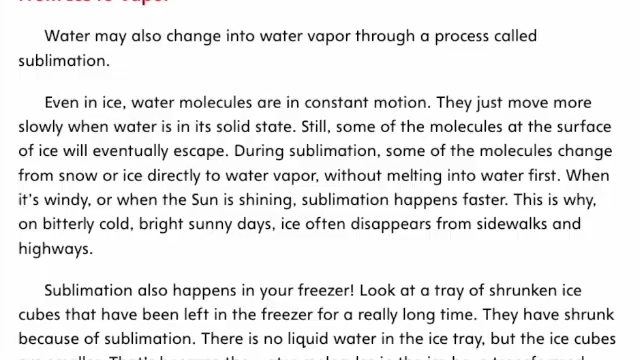 Water may also change into water vapor through a process called
sublimation.
Even in ice, water molecules are in constant motion. They just move more
slowly when water is in its solid state. Still, some of the molecules at the surface
of ice will eventually escape. During sublimation, some of the molecules change
from snow or ice directly to water vapor, without melting into water first. When
it's windy, or when the Sun is shining, sublimation happens faster. This is why,
on bitterly cold, bright sunny days, ice often disappears from sidewalks and
highways.
Sublimation also happens in your freezer! Look at a tray of shrunken ice
cubes that have been left in the freezer for a really long time. They have shrunk
because of sublimation. There is no liquid water in the ice tray, but the ice cubes